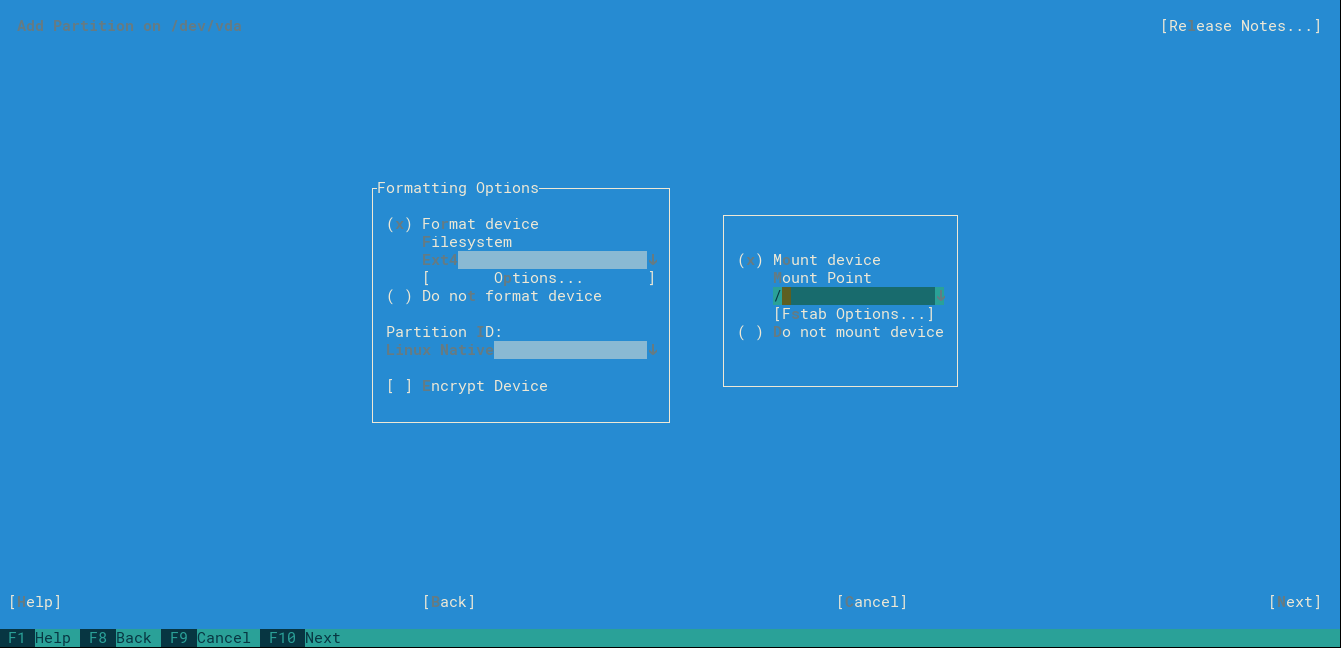 Add Partition on /dev/vda
[Release Notes...]
Formatting Options
(x) Format device
Filesystem
Ext4
[ Options... ]
( ) Do not format device
Partition ID:
Linux Native
[ ] Encrypt Device
(x) Mount device
Mount Point
/
[Fstab Options...]
( ) Do not mount device
[Help]
[Back]
[Cancel]
[Next]
F1 Help F8 Back F9 Cancel F10 Next